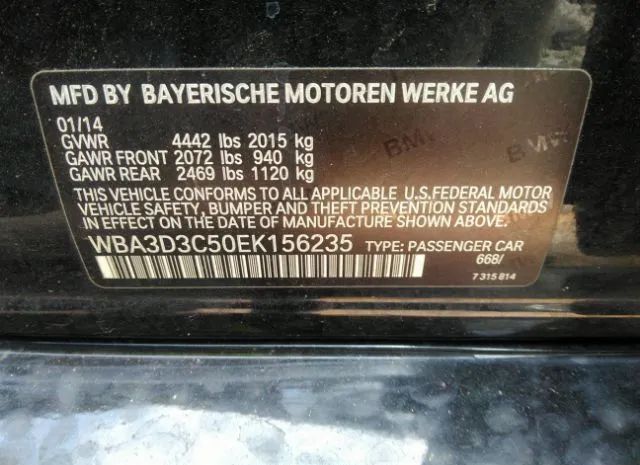 MFD BY BAYERISCHE MOTOREN WERKE AG
01/14
GVWR 4442 lbs 2015 kg
GAWR FRONT 2072 lbs 940 kg
GAWR REAR 2469 lbs 1120 kg
THIS VEHICLE CONFORMS TO ALL APPLICABLE U.S.FEDERAL MOTOR
VEHICLE SAFETY, BUMPER AND THEFT PREVENTION STANDARDS
IN EFFECT ON THE DATE OF MANUFACTURE SHOWN ABOVE.
WBA3D3C50EK156235 TYPE: PASSENGER CAR
668/
7 315 814
BMW
BMW